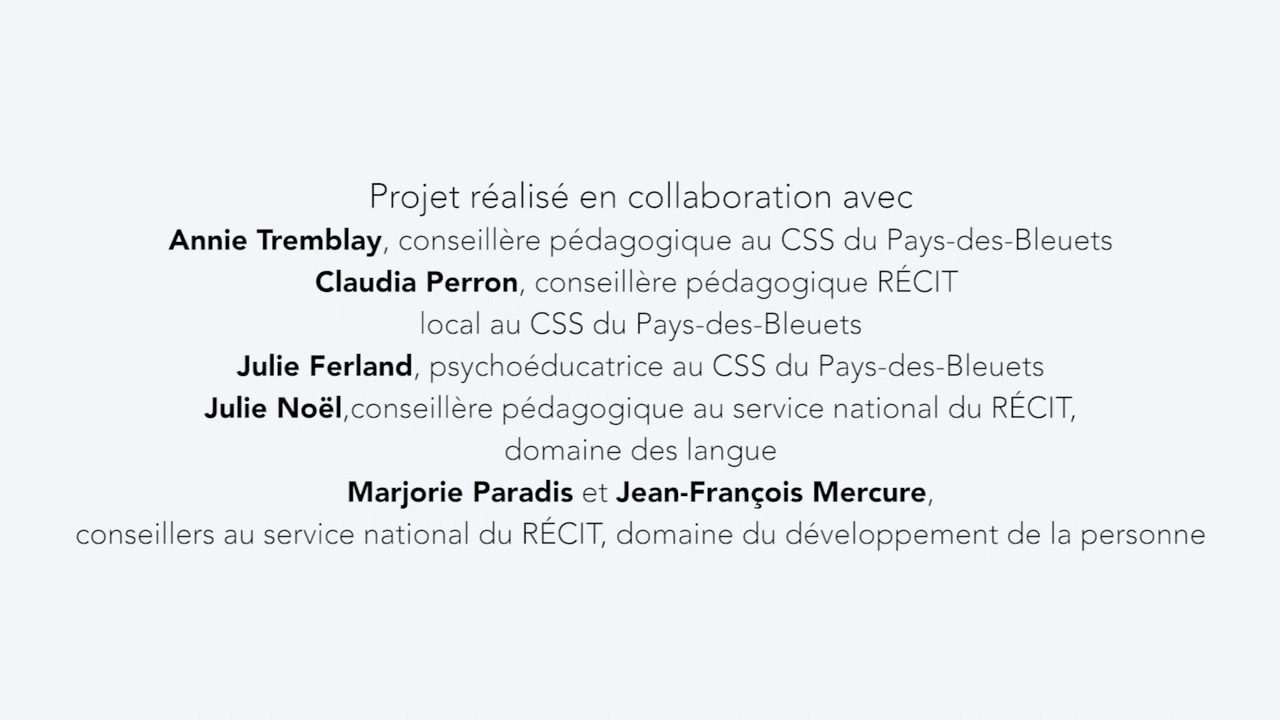 Projet réalisé en collaboration avec
Annie Tremblay, conseillère pédagogique au CSS du Pays-des-Bleuets
Claudia Perron, conseillère pédagogique RÉCIT
local au CSS du Pays-des-Bleuets
Julie Ferland, psychoéducatrice au CSS du Pays-des-Bleuets
Julie Noël,conseillère pédagogique au service national du RÉCIT,
domaine des langue
Marjorie Paradis et Jean-François Mercure,
conseillers au service national du RÉCIT, domaine du développement de la personne